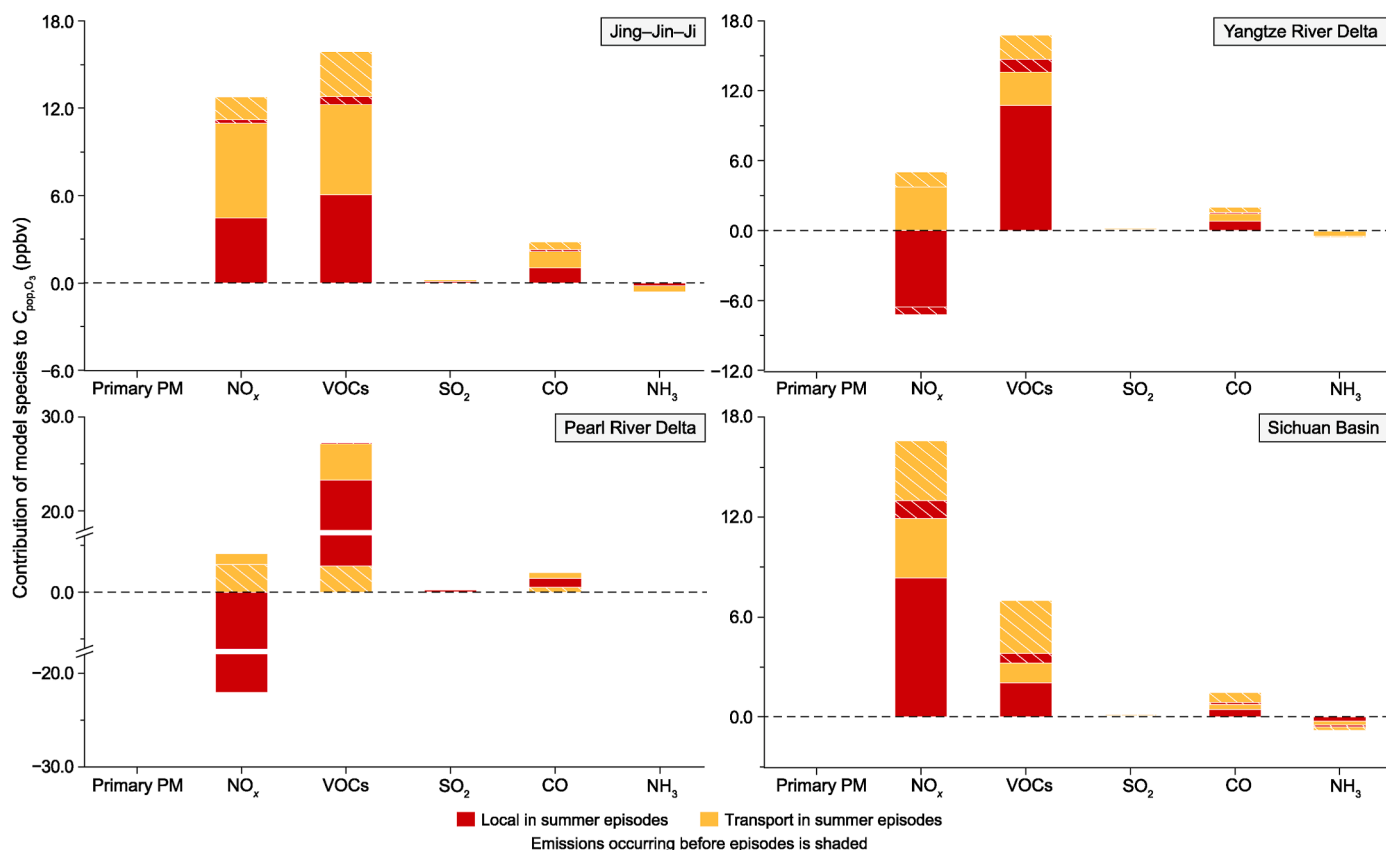 Contribution of model species to Cpop,O3 (ppbv)
Jing–Jin–Ji
18.0
12.0
6.0
0.0
−6.0
Primary PM NOx VOCs SO2 CO NH3
Yangtze River Delta
18.0
12.0
6.0
0.0
−6.0
−12.0
Primary PM NOx VOCs SO2 CO NH3
Pearl River Delta
30.0
20.0
0.0
−20.0
−30.0
Primary PM NOx VOCs SO2 CO NH3
Sichuan Basin
18.0
12.0
6.0
0.0
Primary PM NOx VOCs SO2 CO NH3
Local in summer episodes Transport in summer episodes
Emissions occurring before episodes is shaded